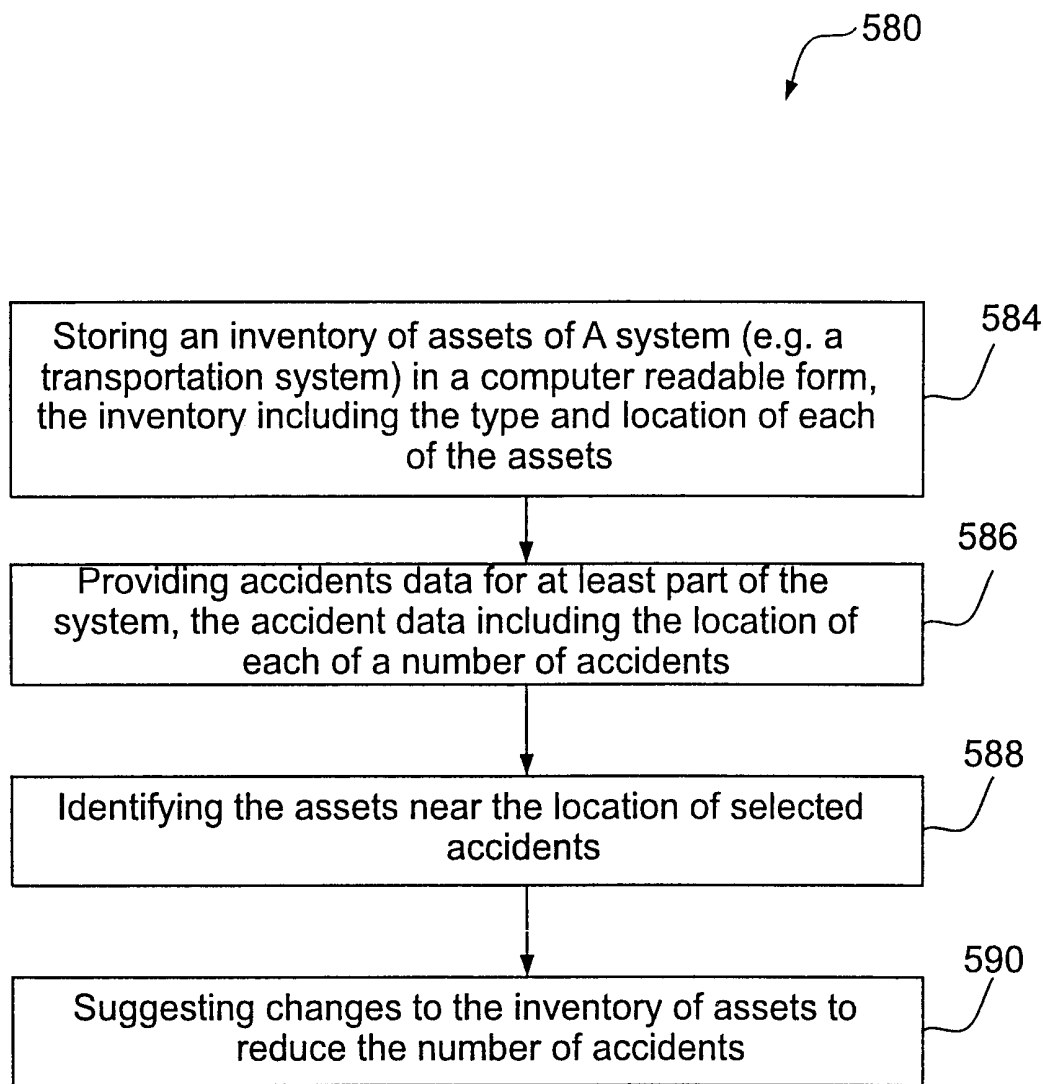 580
Storing an inventory of assets of A system (e.g. a
transportation system) in a computer readable form,
the inventory including the type and location of each
of the assets
584
Providing accidents data for at least part of the
system, the accident data including the location of
each of a number of accidents
586
Identifying the assets near the location of selected
accidents
588
Suggesting changes to the inventory of assets to
reduce the number of accidents
590